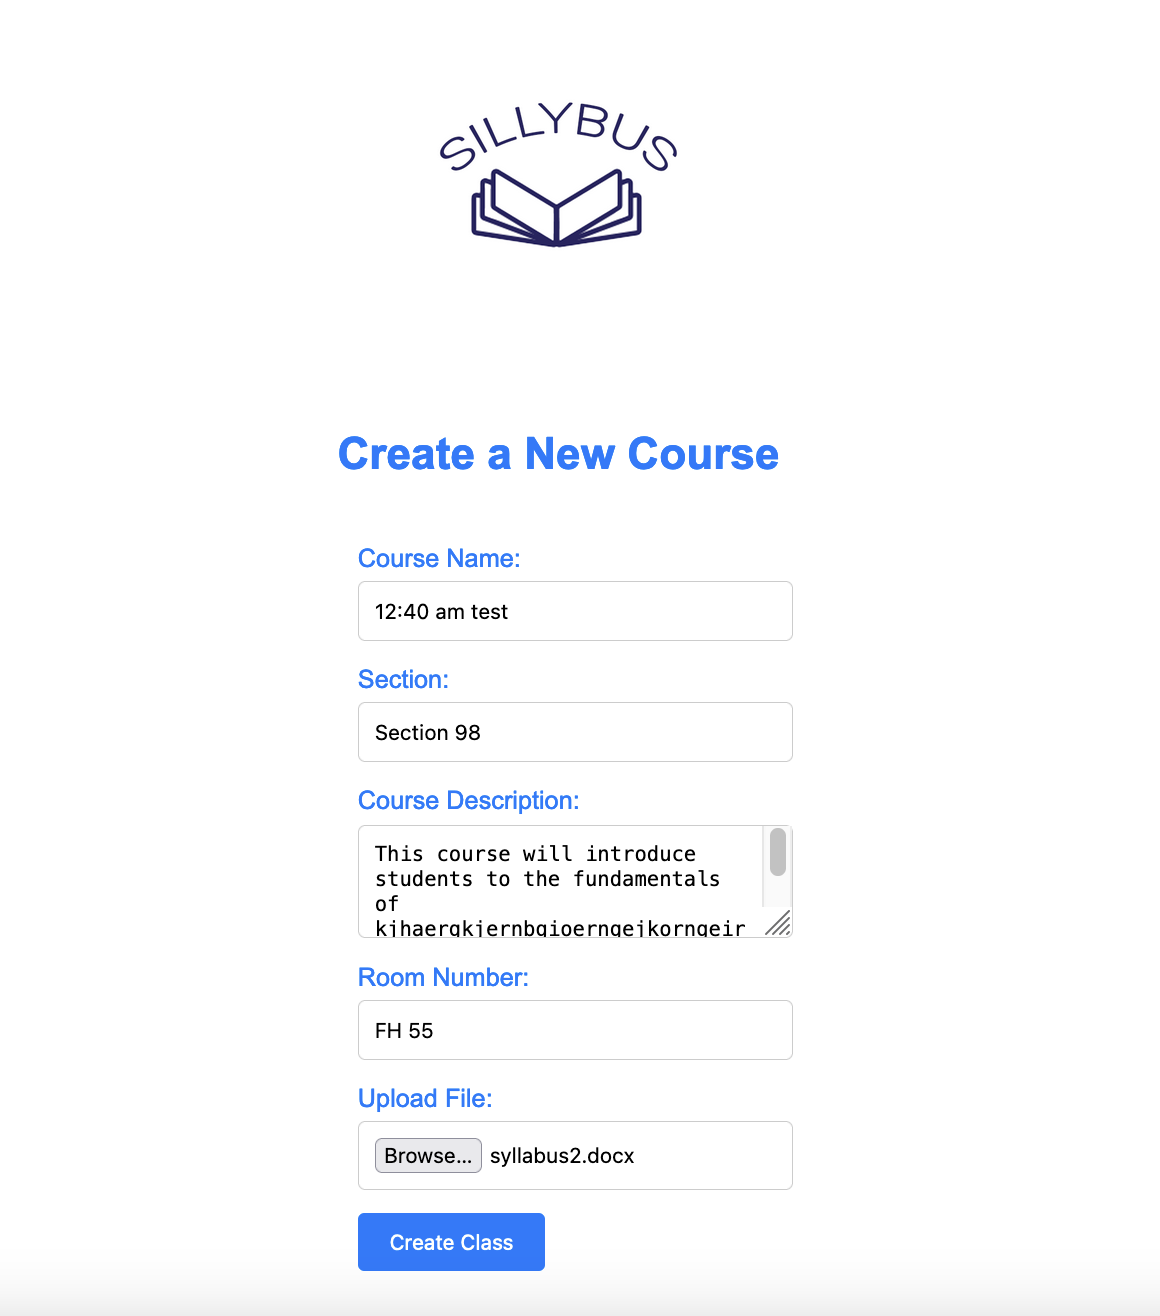 SILLYBUS
Create a New Course
Course Name:
12:40 am test
Section:
Section 98
Course Description:
This course will introduce
students to the fundamentals
of
Room Number:
FH 55
Upload File:
Browse... syllabus2.docx
Create Class